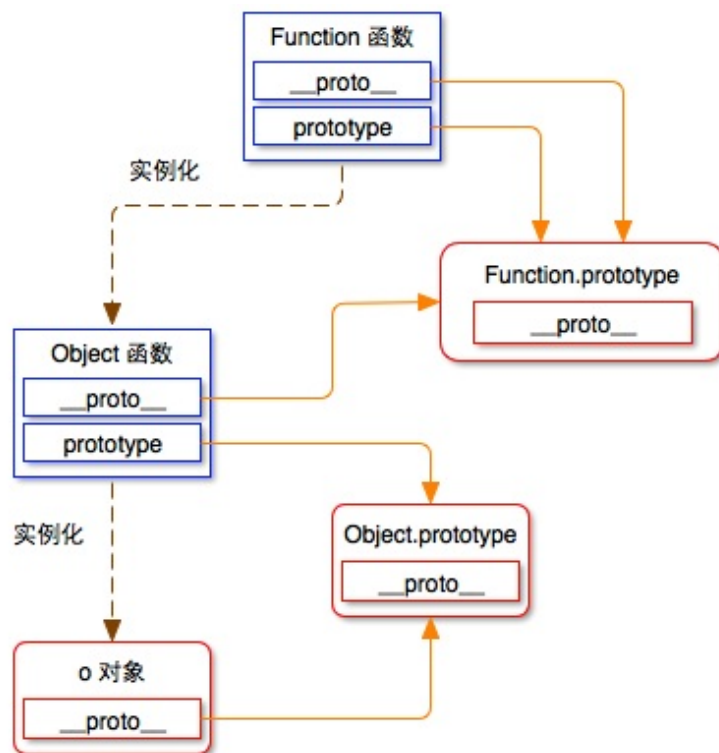 Function 函数
__proto__
prototype
实例化
Function.prototype
__proto__
Object 函数
__proto__
prototype
实例化
Object.prototype
__proto__
o 对象
__proto__